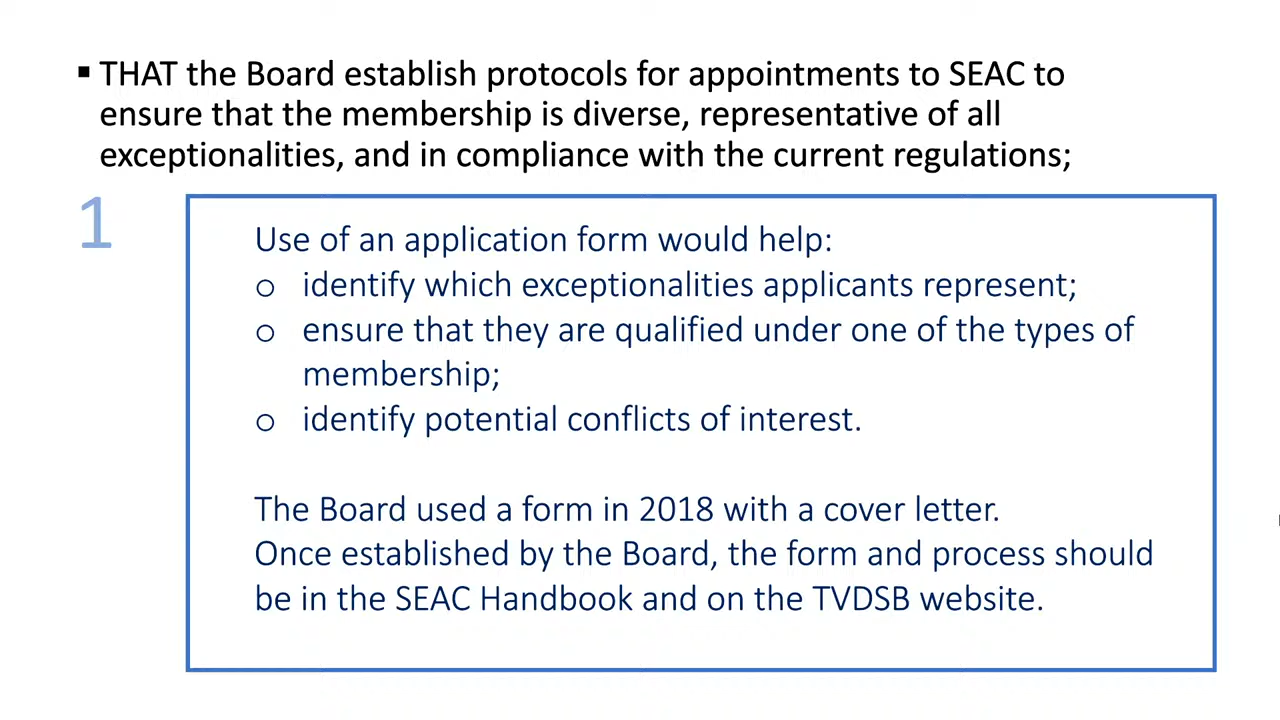 ▪ THAT the Board establish protocols for appointments to SEAC to
ensure that the membership is diverse, representative of all
exceptionalities, and in compliance with the current regulations;
1
Use of an application form would help:
o identify which exceptionalities applicants represent;
o ensure that they are qualified under one of the types of
membership;
o identify potential conflicts of interest.
The Board used a form in 2018 with a cover letter.
Once established by the Board, the form and process should
be in the SEAC Handbook and on the TVDSB website.